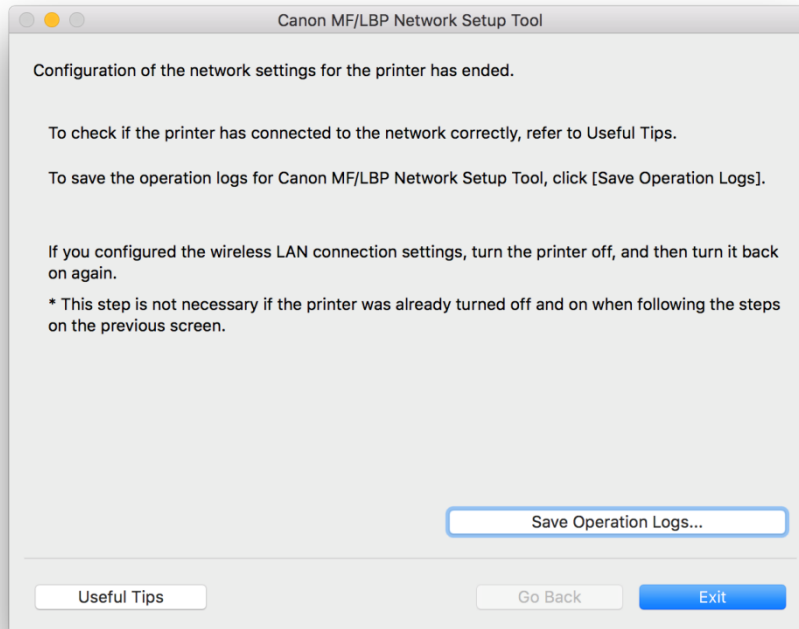 Canon MF/LBP Network Setup Tool
Configuration of the network settings for the printer has ended.
To check if the printer has connected to the network correctly, refer to Useful Tips.
To save the operation logs for Canon MF/LBP Network Setup Tool, click [Save Operation Logs].
If you configured the wireless LAN connection settings, turn the printer off, and then turn it back
on again.
* This step is not necessary if the printer was already turned off and on when following the steps
on the previous screen.
Save Operation Logs...
Useful Tips
Go Back
Exit